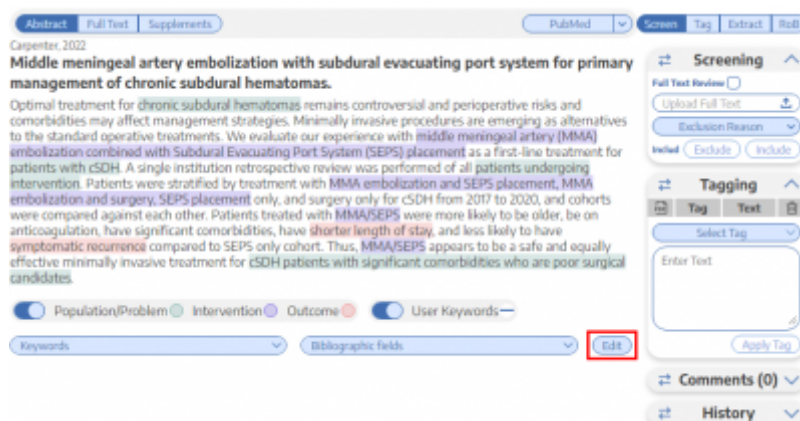 Abstract Full Text Supplements PubMed Screen Tag Extract RoB
Carpenter, 2022
Middle meningeal artery embolization with subdural evacuating port system for primary
management of chronic subdural hematomas.
Optimal treatment for chronic subdural hematomas remains controversial and perioperative risks and
comorbidities may affect management strategies. Minimally invasive procedures are emerging as alternatives
to the standard operative treatments. We evaluate our experience with middle meningeal artery (MMA)
embolization combined with Subdural Evacuating Port System (SEPS) placement as a first-line treatment for
patients with cSDH. A single institution retrospective review was performed of all patients undergoing
intervention. Patients were stratified by treatment with MMA embolization and SEPS placement, MMA
embolization and surgery, SEPS placement only, and surgery only for cSDH from 2017 to 2020, and cohorts
were compared against each other. Patients treated with MMA/SEPS were more likely to be older, be on
anticoagulation, have significant comorbidities, have shorter length of stay, and less likely to have
symptomatic recurrence compared to SEPS only cohort. Thus, MMA/SEPS appears to be a safe and equally
effective minimally invasive treatment for cSDH patients with significant comorbidities who are poor surgical
candidates.
Population/Problem Intervention Outcome User Keywords
Keywords Bibliographic fields Edit
Screening
Full Text Review
Upload Full Text
Exclusion Reason
Includ Exclude Include
Tagging
Tag Text
Select Tag
Enter Text
Apply Tag
Comments (0)
History